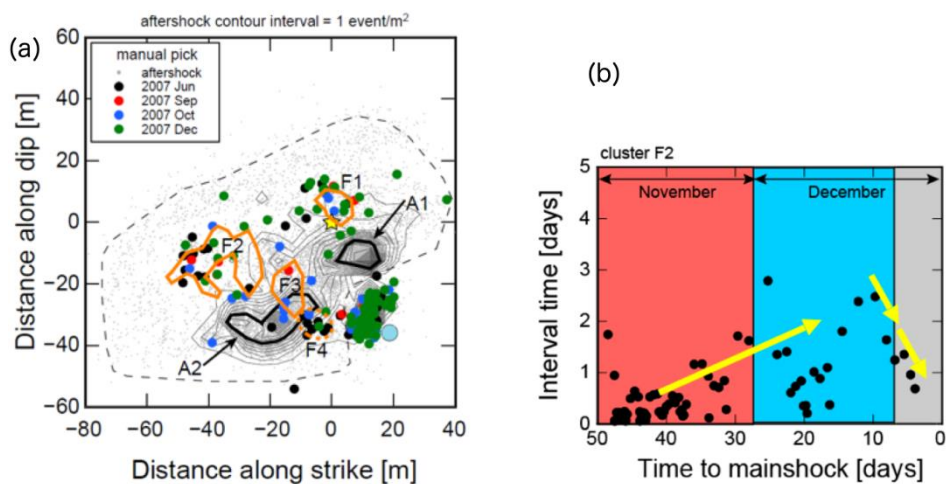 (a)
aftershock contour interval = 1 event/m²
60
40
20
0
−20
−40
−60
Distance along dip [m]
manual pick
aftershock
2007 Jun
2007 Sep
2007 Oct
2007 Dec
F1
A1
F2
F3
A2
F4
−80
−60
−40
−20
0
20
40
Distance along strike [m]
(b)
cluster F2
November
December
5
4
3
2
1
0
Interval time [days]
50
40
30
20
10
0
Time to mainshock [days]